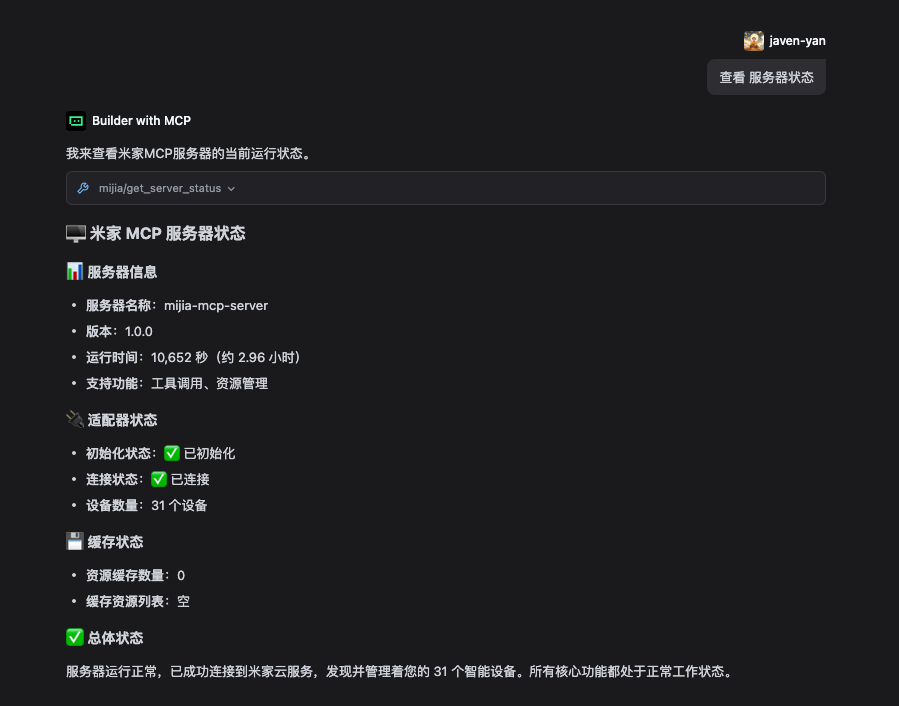 javen-yan
查看 服务器状态
Builder with MCP
我来查看米家MCP服务器的当前运行状态。
mijia/get_server_status
米家 MCP 服务器状态
服务器信息
• 服务器名称：mijia-mcp-server
• 版本：1.0.0
• 运行时间：10,652 秒（约 2.96 小时）
• 支持功能：工具调用、资源管理
适配器状态
• 初始化状态：✅ 已初始化
• 连接状态：✅ 已连接
• 设备数量：31 个设备
缓存状态
• 资源缓存数量：0
• 缓存资源列表：空
✅ 总体状态
服务器运行正常，已成功连接到米家云服务，发现并管理着您的 31 个智能设备。所有核心功能都处于正常工作状态。